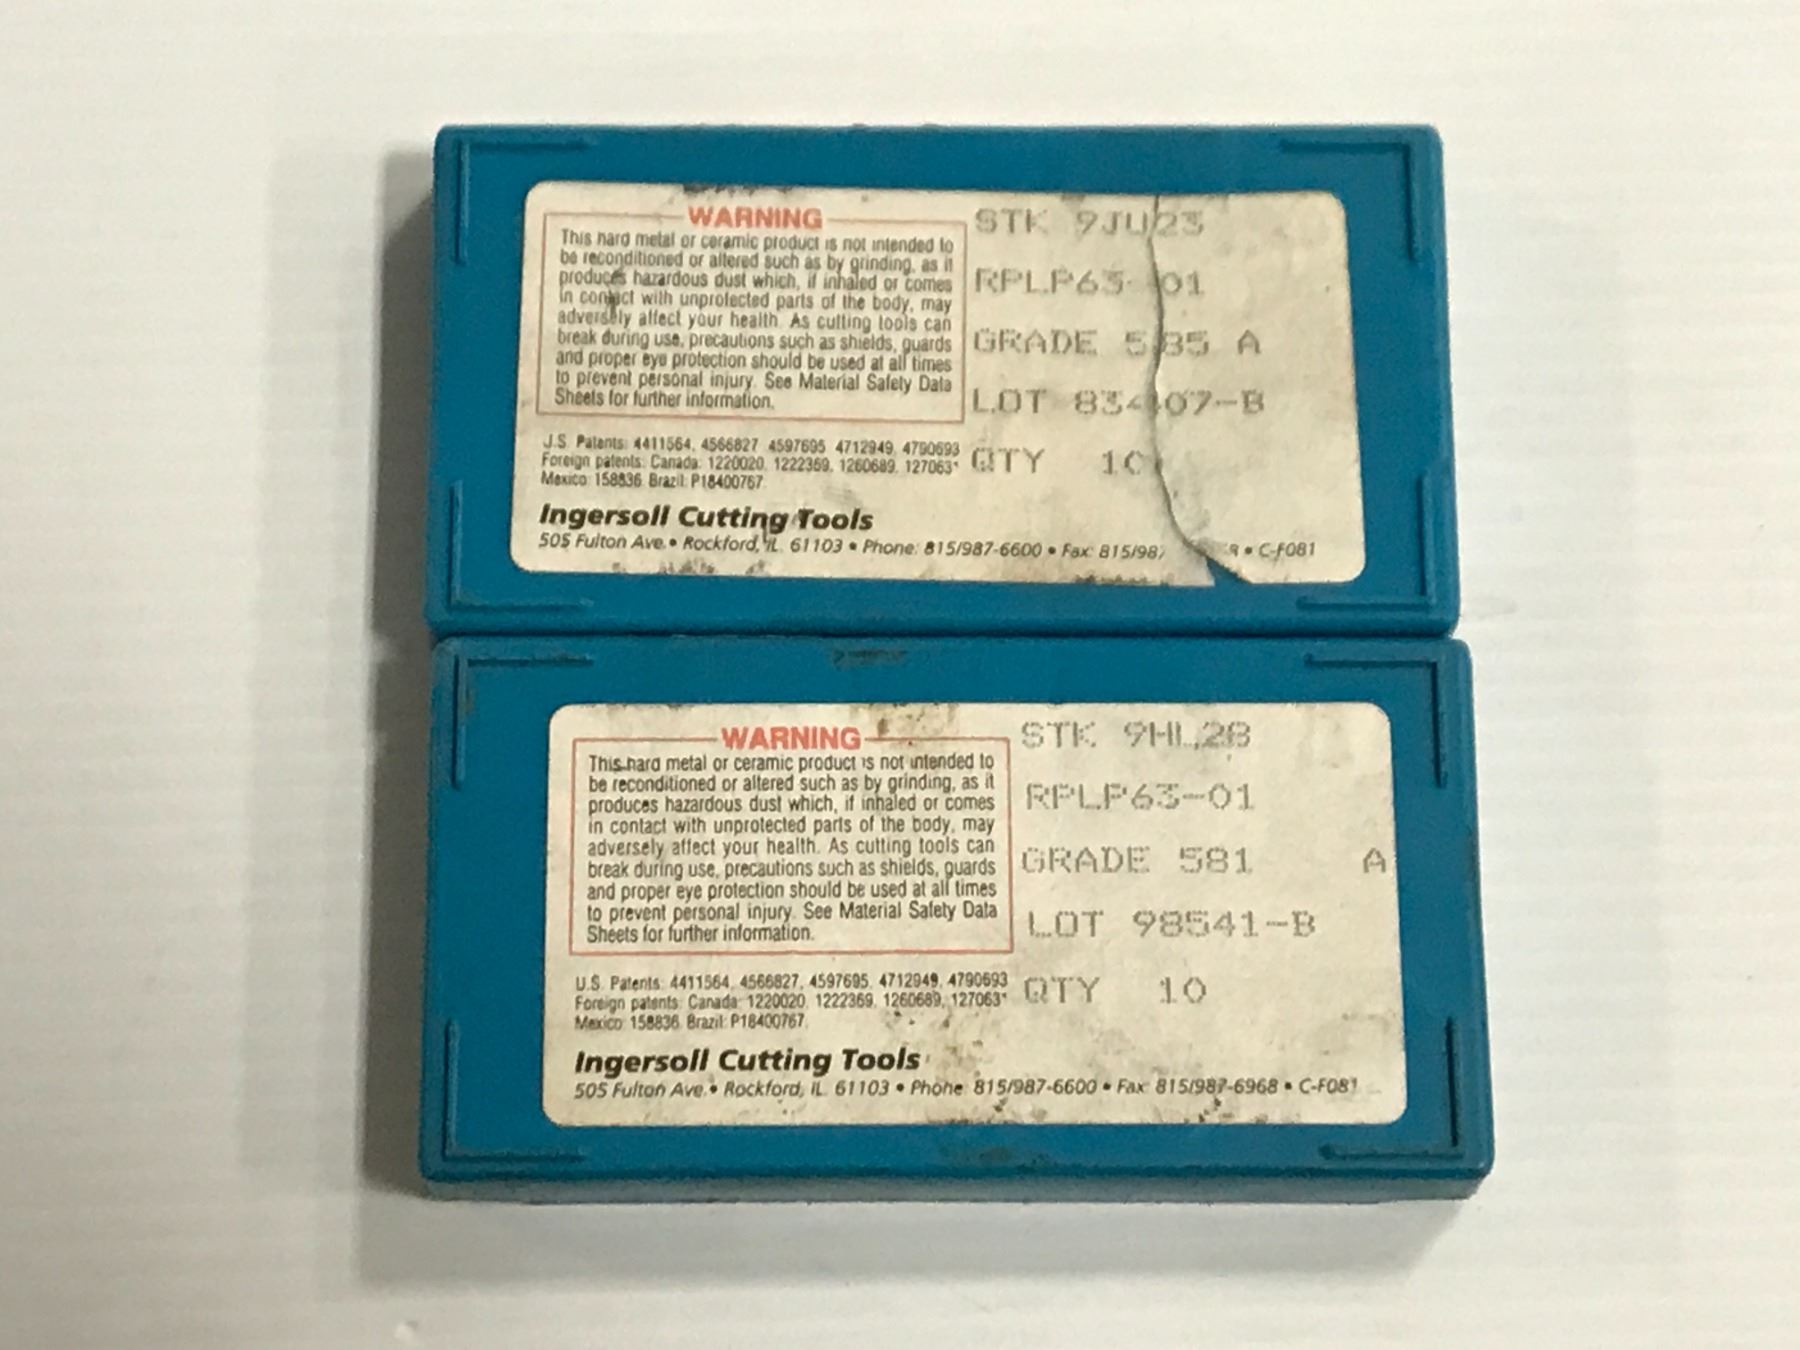 WARNING
This hard metal or ceramic product is not intended to
be reconditioned or altered such as by grinding, as it
produces hazardous dust which, if inhaled or comes
in contact with unprotected parts of the body, may
adversely affect your health. As cutting tools can
break during use, precautions such as shields, guards
and proper eye protection should be used at all times
to prevent personal injury. See Material Safety Data
Sheets for further information.
U.S. Patents: 4411564, 4566827, 4597695, 4712949, 4790693
Foreign patents: Canada: 1220020, 1222369, 1260689, 127063*
Mexico: 158836, Brazil: P18400767
Ingersoll Cutting Tools
505 Fulton Ave. • Rockford, IL 61103 • Phone: 815/987-6600 • Fax: 815/987 • C-F081
STK 9JU23
RPLP63-01
GRADE 585 A
LOT 83407-B
QTY 10
WARNING
This hard metal or ceramic product is not intended to
be reconditioned or altered such as by grinding, as it
produces hazardous dust which, if inhaled or comes
in contact with unprotected parts of the body, may
adversely affect your health. As cutting tools can
break during use, precautions such as shields, guards
and proper eye protection should be used at all times
to prevent personal injury. See Material Safety Data
Sheets for further information.
U.S. Patents: 4411564, 4566827, 4597695, 4712949, 4790693
Foreign patents: Canada: 1220020, 1222369, 1260689, 127063*
Mexico: 158836, Brazil: P18400767
Ingersoll Cutting Tools
505 Fulton Ave. • Rockford, IL 61103 • Phone: 815/987-6600 • Fax: 815/987-6968 • C-F081
STK 9HL28
RPLP63-01
GRADE 581 A
LOT 98541-B
QTY 10